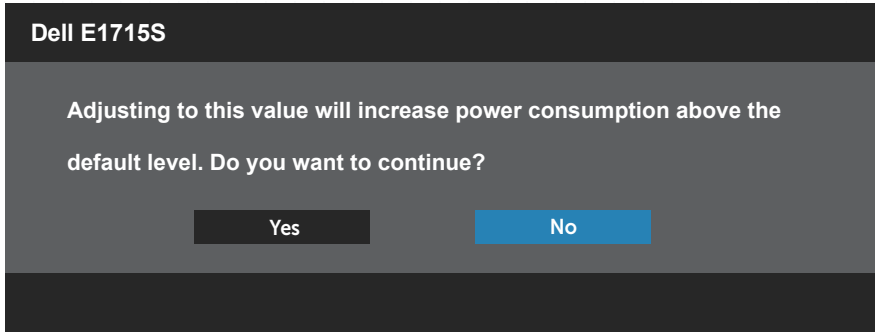 Dell E1715S
Adjusting to this value will increase power consumption above the
default level. Do you want to continue?
Yes
No